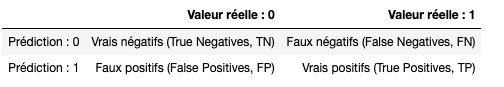 Valeur réelle : 0 Valeur réelle : 1
Prédiction : 0 Vrais négatifs (True Negatives, TN) Faux négatifs (False Negatives, FN)
Prédiction : 1 Faux positifs (False Positives, FP) Vrais positifs (True Positives, TP)